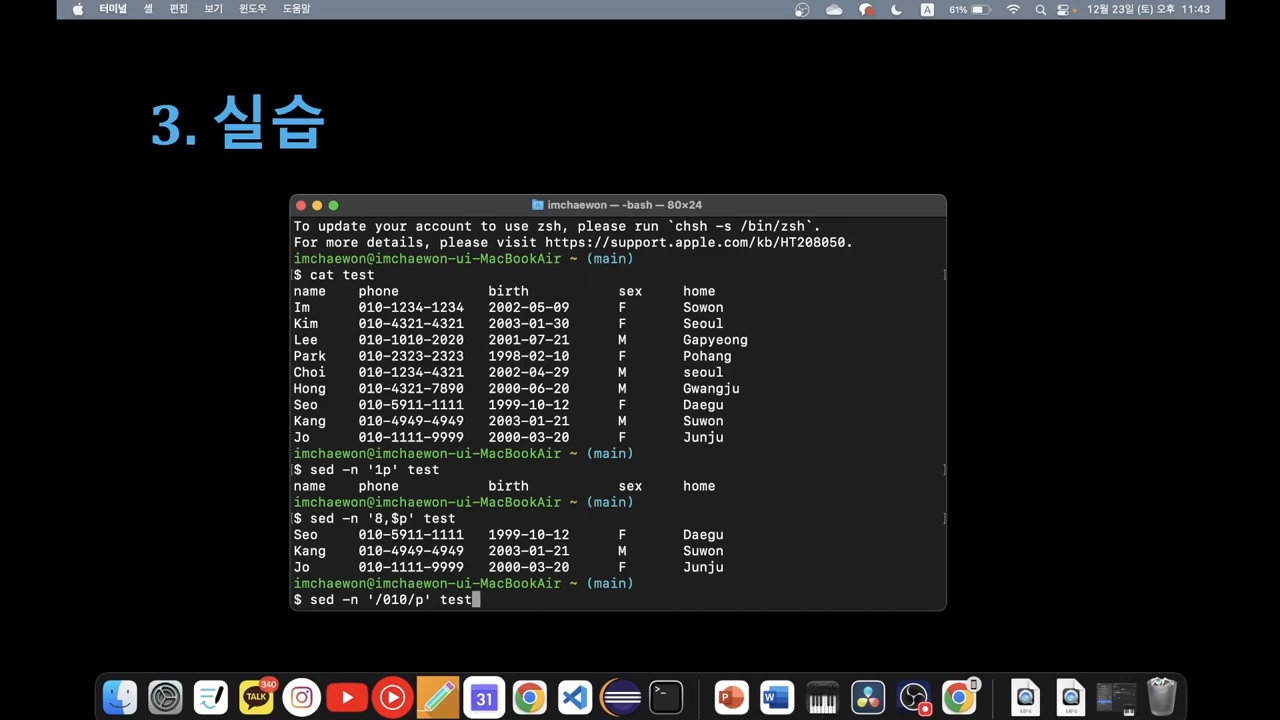 터미널 셸 편집 보기 윈도우 도움말 A 61% 12월 23일 (토) 오후 11:43
3. 실습
imchaewon — -bash — 80×24
To update your account to use zsh, please run `chsh -s /bin/zsh`.
For more details, please visit https://support.apple.com/kb/HT208050.
imchaewon@imchaewon-ui-MacBookAir ~ (main)
[$ cat test ]
name phone birth sex home
Im 010-1234-1234 2002-05-09 F Sowon
Kim 010-4321-4321 2003-01-30 F Seoul
Lee 010-1010-2020 2001-07-21 M Gapyeong
Park 010-2323-2323 1998-02-10 F Pohang
Choi 010-1234-4321 2002-04-29 M seoul
Hong 010-4321-7890 2000-06-20 M Gwangju
Seo 010-5911-1111 1999-10-12 F Daegu
Kang 010-4949-4949 2003-01-21 M Suwon
Jo 010-1111-9999 2000-03-20 F Junju
imchaewon@imchaewon-ui-MacBookAir ~ (main)
[$ sed -n '1p' test ]
name phone birth sex home
imchaewon@imchaewon-ui-MacBookAir ~ (main)
[$ sed -n '8,$p' test ]
Seo 010-5911-1111 1999-10-12 F Daegu
Kang 010-4949-4949 2003-01-21 M Suwon
Jo 010-1111-9999 2000-03-20 F Junju
imchaewon@imchaewon-ui-MacBookAir ~ (main)
$ sed -n '/010/p' test
340
TALK
31
>_
P
W
MP4
MP4